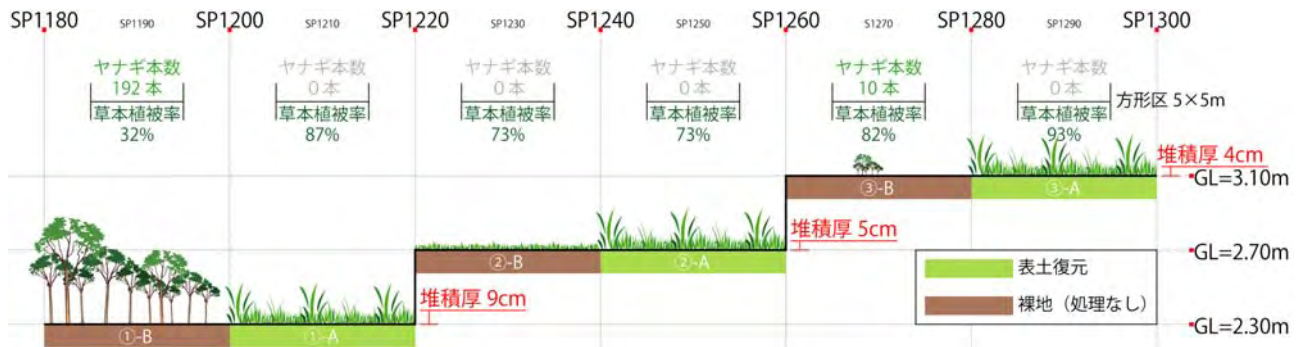 SP1180 SP1190 SP1200 SP1210 SP1220 SP1230 SP1240 SP1250 SP1260 S1270 SP1280 SP1290 SP1300
ヤナギ本数 ヤナギ本数 ヤナギ本数 ヤナギ本数 ヤナギ本数 ヤナギ本数
192本 0本 0本 0本 10本 0本
方形区 5×5m
草本植被率 草本植被率 草本植被率 草本植被率 草本植被率 草本植被率
32% 87% 73% 73% 82% 93%
堆積厚 4cm
③-B ③-A GL=3.10m
堆積厚 5cm
②-B ②-A GL=2.70m
表土復元
堆積厚 9cm
裸地（処理なし）
①-B ①-A GL=2.30m